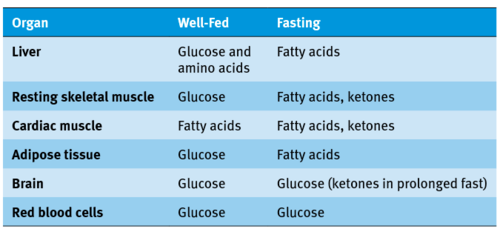 Organ Well-Fed Fasting
Liver Glucose and amino acids Fatty acids
Resting skeletal muscle Glucose Fatty acids, ketones
Cardiac muscle Fatty acids Fatty acids, ketones
Adipose tissue Glucose Fatty acids
Brain Glucose Glucose (ketones in prolonged fast)
Red blood cells Glucose Glucose